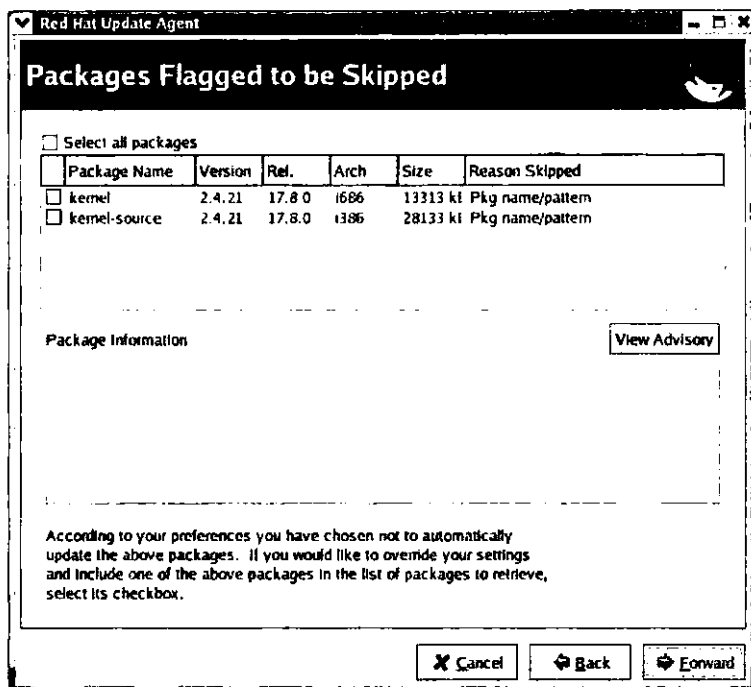 Red Hat Update Agent
Packages Flagged to be Skipped
Select all packages
Package Name Version Rel. Arch Size Reason Skipped
kernel 2.4.21 17.8.0 i686 13313 kE Pkg name/pattern
kernel-source 2.4.21 17.8.0 i386 28133 kE Pkg name/pattern
Package Information View Advisory
According to your preferences you have chosen not to automatically
update the above packages. If you would like to override your settings
and include one of the above packages in the list of packages to retrieve,
select its checkbox.
Cancel Back Forward